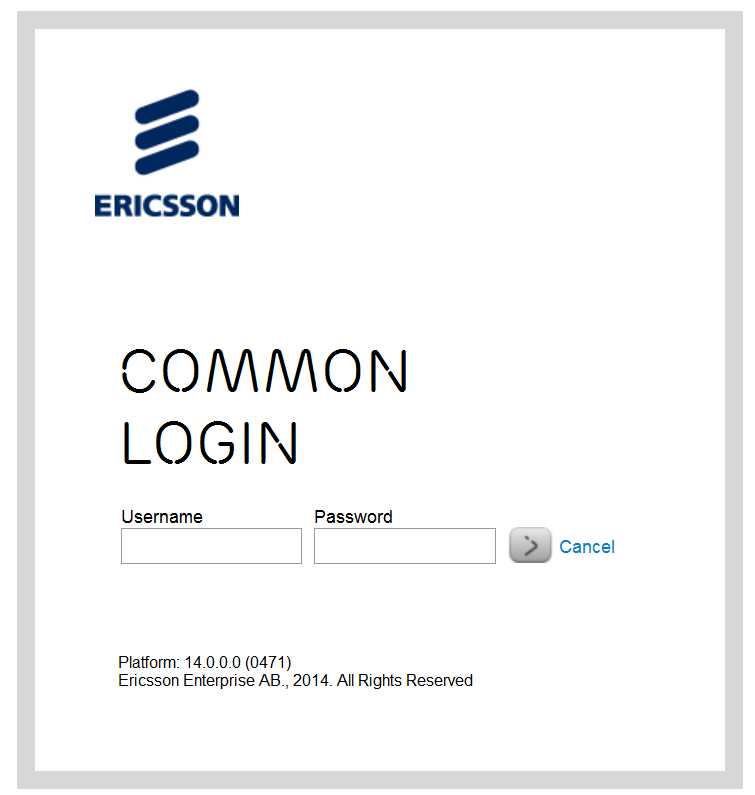 ERICSSON
COMMON
LOGIN
Username Password
Cancel
Platform: 14.0.0.0 (0471)
Ericsson Enterprise AB., 2014. All Rights Reserved